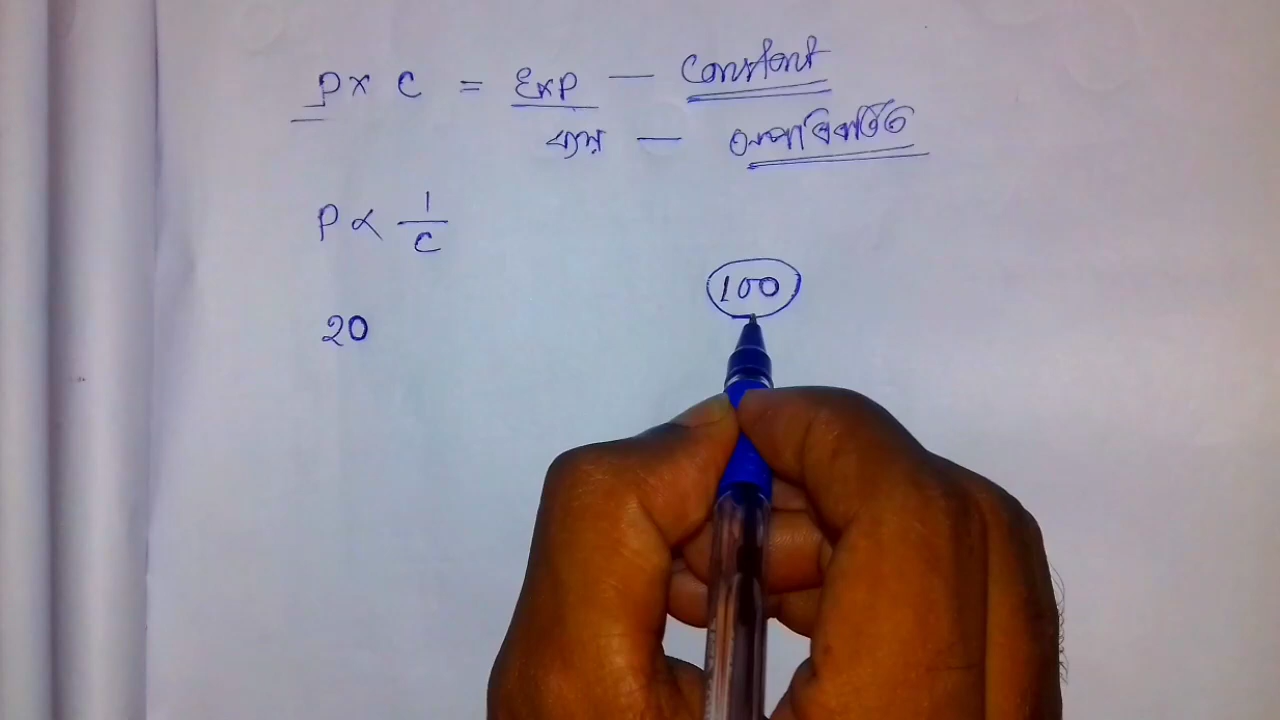 P× C = Exp — Constant
ব্যয় — অপরিবর্তিত
P ∝ 1/C
100
20